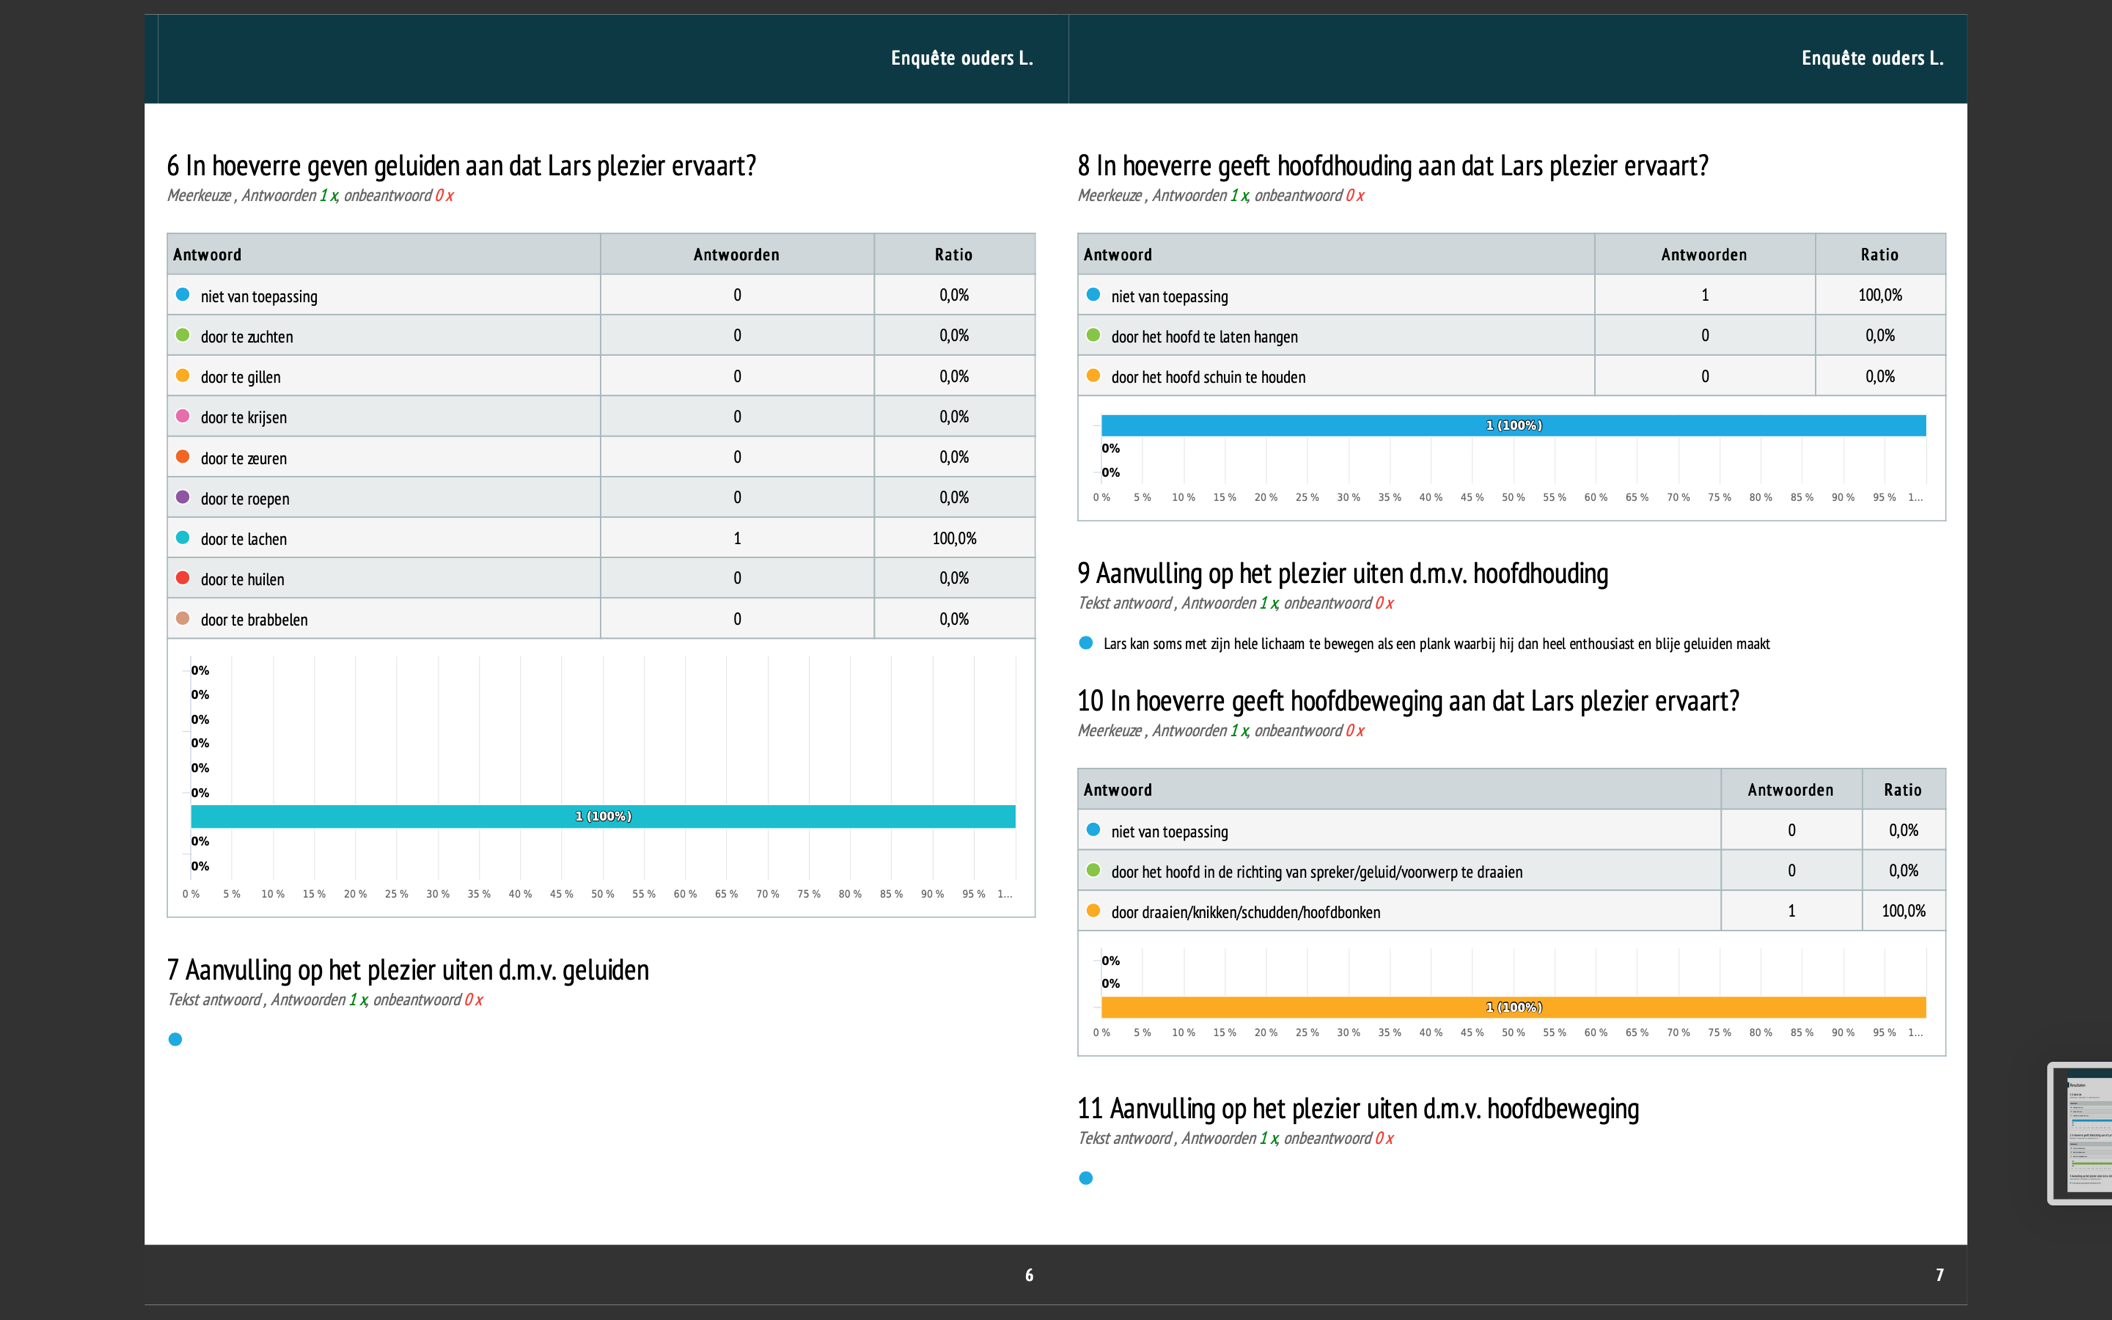 Enquête ouders L.
6 In hoeverre geven geluiden aan dat Lars plezier ervaart?
Meerkeuze , Antwoorden 1 x, onbeantwoord 0 x
Antwoord Antwoorden Ratio
niet van toepassing 0 0,0%
door te zuchten 0 0,0%
door te gillen 0 0,0%
door te krijsen 0 0,0%
door te zeuren 0 0,0%
door te roepen 0 0,0%
door te lachen 1 100,0%
door te huilen 0 0,0%
door te brabbelen 0 0,0%
0%
0%
0%
0%
0%
0%
1 (100%)
0%
0%
0 % 5 % 10 % 15 % 20 % 25 % 30 % 35 % 40 % 45 % 50 % 55 % 60 % 65 % 70 % 75 % 80 % 85 % 90 % 95 % 1...
7 Aanvulling op het plezier uiten d.m.v. geluiden
Tekst antwoord , Antwoorden 1 x, onbeantwoord 0 x
6
Enquête ouders L.
8 In hoeverre geeft hoofdhouding aan dat Lars plezier ervaart?
Meerkeuze , Antwoorden 1 x, onbeantwoord 0 x
Antwoord Antwoorden Ratio
niet van toepassing 1 100,0%
door het hoofd te laten hangen 0 0,0%
door het hoofd schuin te houden 0 0,0%
1 (100%)
0%
0%
0 % 5 % 10 % 15 % 20 % 25 % 30 % 35 % 40 % 45 % 50 % 55 % 60 % 65 % 70 % 75 % 80 % 85 % 90 % 95 % 1...
9 Aanvulling op het plezier uiten d.m.v. hoofdhouding
Tekst antwoord , Antwoorden 1 x, onbeantwoord 0 x
Lars kan soms met zijn hele lichaam te bewegen als een plank waarbij hij dan heel enthousiast en blije geluiden maakt
10 In hoeverre geeft hoofdbeweging aan dat Lars plezier ervaart?
Meerkeuze , Antwoorden 1 x, onbeantwoord 0 x
Antwoord Antwoorden Ratio
niet van toepassing 0 0,0%
door het hoofd in de richting van spreker/geluid/voorwerp te draaien 0 0,0%
door draaien/knikken/schudden/hoofdbonken 1 100,0%
0%
0%
1 (100%)
0 % 5 % 10 % 15 % 20 % 25 % 30 % 35 % 40 % 45 % 50 % 55 % 60 % 65 % 70 % 75 % 80 % 85 % 90 % 95 % 1...
11 Aanvulling op het plezier uiten d.m.v. hoofdbeweging
Tekst antwoord , Antwoorden 1 x, onbeantwoord 0 x
7